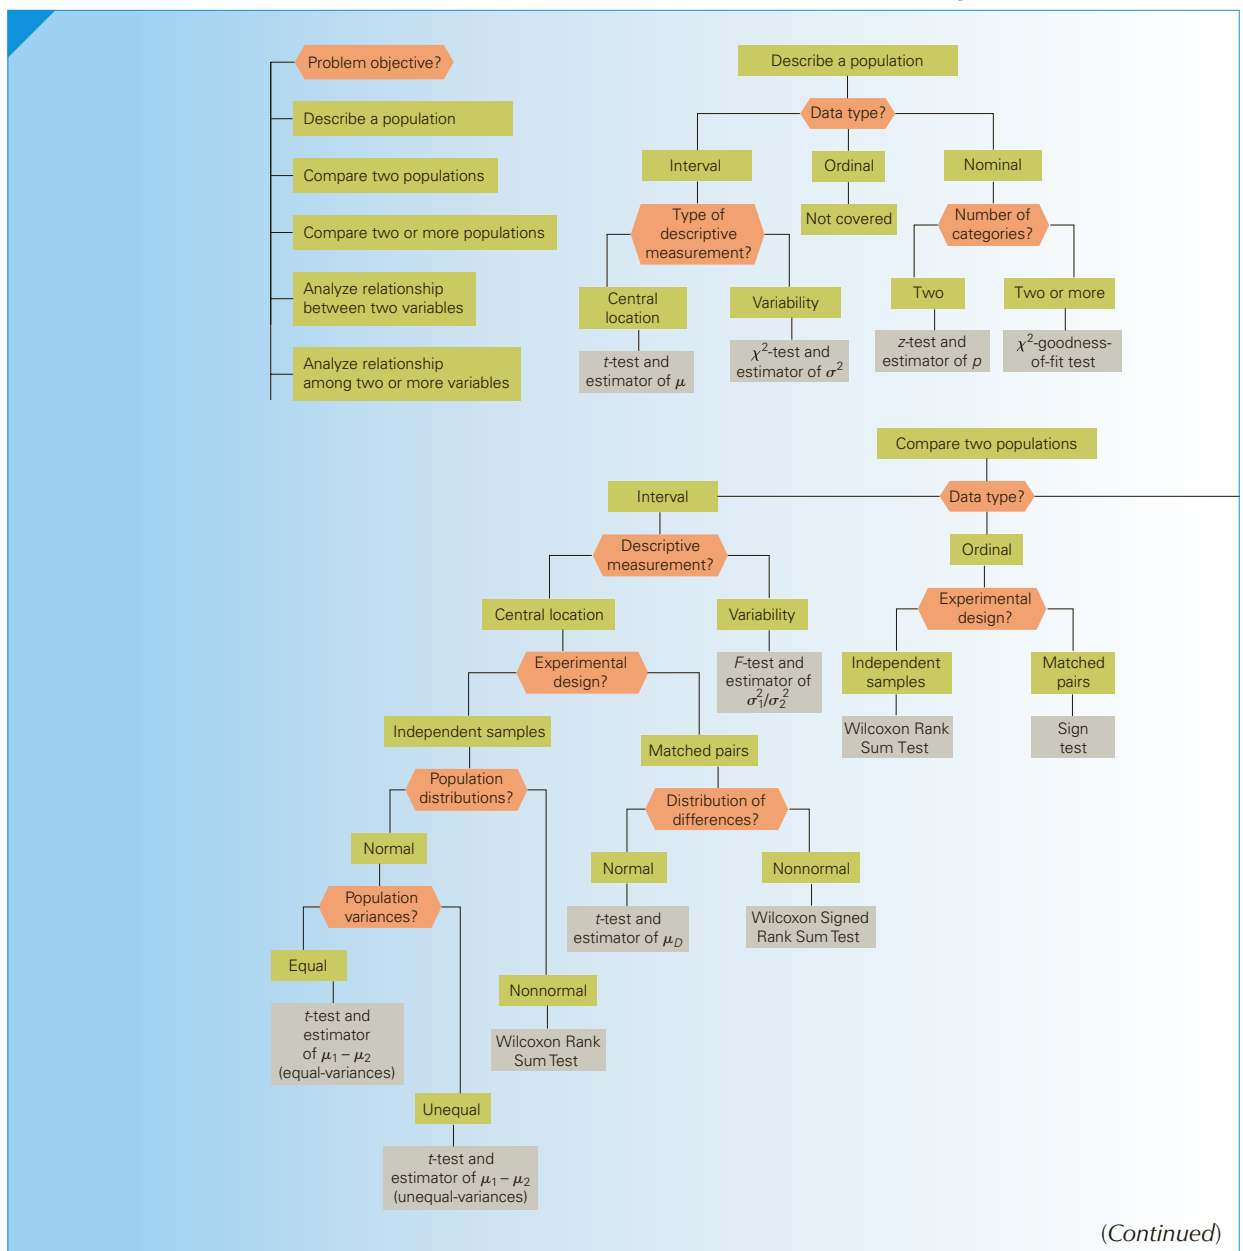 Problem objective?
Describe a population
Compare two populations
Compare two or more populations
Analyze relationship
between two variables
Analyze relationship
among two or more variables
Describe a population
Data type?
Interval
Ordinal
Nominal
Type of
descriptive
measurement?
Not covered
Number of
categories?
Central
location
Variability
Two
Two or more
t-test and
estimator of μ
χ²-test and
estimator of σ²
z-test and
estimator of p
χ²-goodness-
of-fit test
Compare two populations
Data type?
Interval
Ordinal
Descriptive
measurement?
Experimental
design?
Central location
Variability
Independent
samples
Matched
pairs
Experimental
design?
F-test and
estimator of
σ₁²/σ₂²
Wilcoxon Rank
Sum Test
Sign
test
Independent samples
Matched pairs
Population
distributions?
Distribution of
differences?
Normal
Normal
Nonnormal
Population
variances?
t-test and
estimator of μD
Wilcoxon Signed
Rank Sum Test
Equal
Nonnormal
t-test and
estimator
of μ₁ – μ₂
(equal-variances)
Wilcoxon Rank
Sum Test
Unequal
t-test and
estimator of μ₁ – μ₂
(unequal-variances)
(Continued)